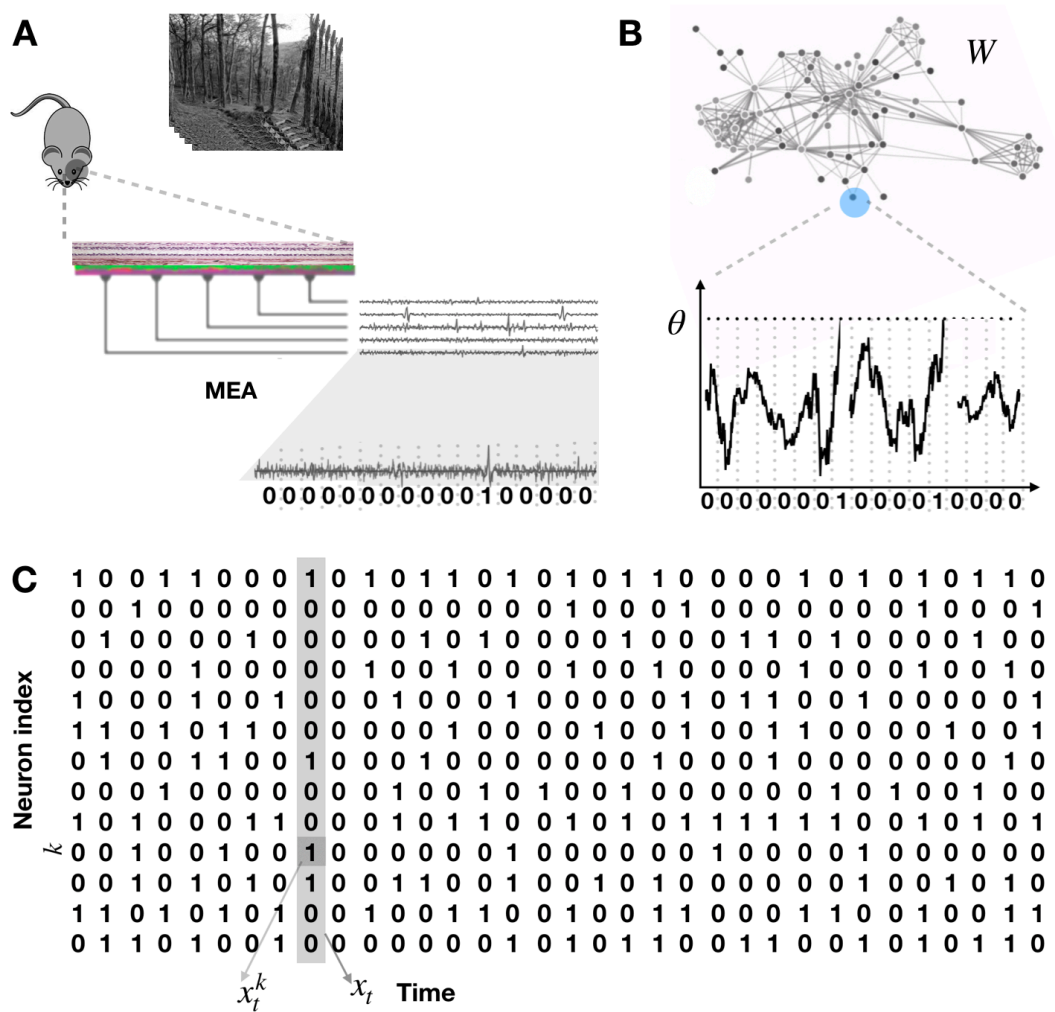 A
MEA
000000000000100000
B
W
θ
00000000100000100000
C
1 0 0 1 1 0 0 0 1 0 1 0 1 1 0 1 0 1 0 1 1 0 0 0 0 1 0 1 0 1 0 1 1 0
0 0 1 0 0 0 0 0 0 0 0 0 0 0 0 0 0 1 0 0 0 1 0 0 0 0 0 0 0 1 0 0 0 1
0 1 0 0 0 0 1 0 0 0 0 0 1 0 1 0 0 0 0 1 0 0 0 1 1 0 1 0 0 0 0 1 0 0
0 0 0 0 1 0 0 0 0 0 1 0 0 1 0 0 0 1 0 0 1 0 0 0 0 1 0 0 0 1 0 0 1 0
1 0 0 0 1 0 0 1 0 0 0 1 0 0 0 1 0 0 0 0 0 1 0 1 1 0 0 1 0 0 0 0 0 1
1 1 0 1 0 1 1 0 0 0 0 0 0 1 0 0 0 0 1 0 0 1 0 0 1 1 0 0 0 0 1 0 0 1
0 1 0 0 1 1 0 0 1 0 0 0 1 0 0 1 0 0 0 1 0 0 0 0 0 0 0 0 0 0 0 0 1 0
0 0 0 1 0 0 0 0 0 0 0 1 0 0 1 0 1 0 0 1 0 0 0 0 0 0 1 0 1 0 0 0 0 0
1 0 1 0 0 0 1 1 0 0 0 1 0 1 1 0 0 1 1 0 0 1 1 1 1 1 1 1 0 0 0 1 0 0
0 0 1 0 0 1 0 0 1 0 0 0 0 0 0 1 0 0 0 0 0 0 1 0 0 0 0 1 0 0 0 0 0 0
0 0 1 0 1 0 1 0 1 0 0 1 1 0 0 1 0 0 1 0 0 1 0 0 0 0 0 0 1 0 0 0 1 0
1 1 0 1 0 1 0 1 0 0 1 0 0 1 1 0 1 0 0 0 1 1 0 0 0 0 1 1 0 1 0 0 1 1
0 1 1 0 1 0 0 1 0 0 0 0 0 0 0 1 0 1 0 1 1 0 0 1 1 0 0 1 0 1 0 1 1 0
Neuron index
k
x_t^k
x_t
Time